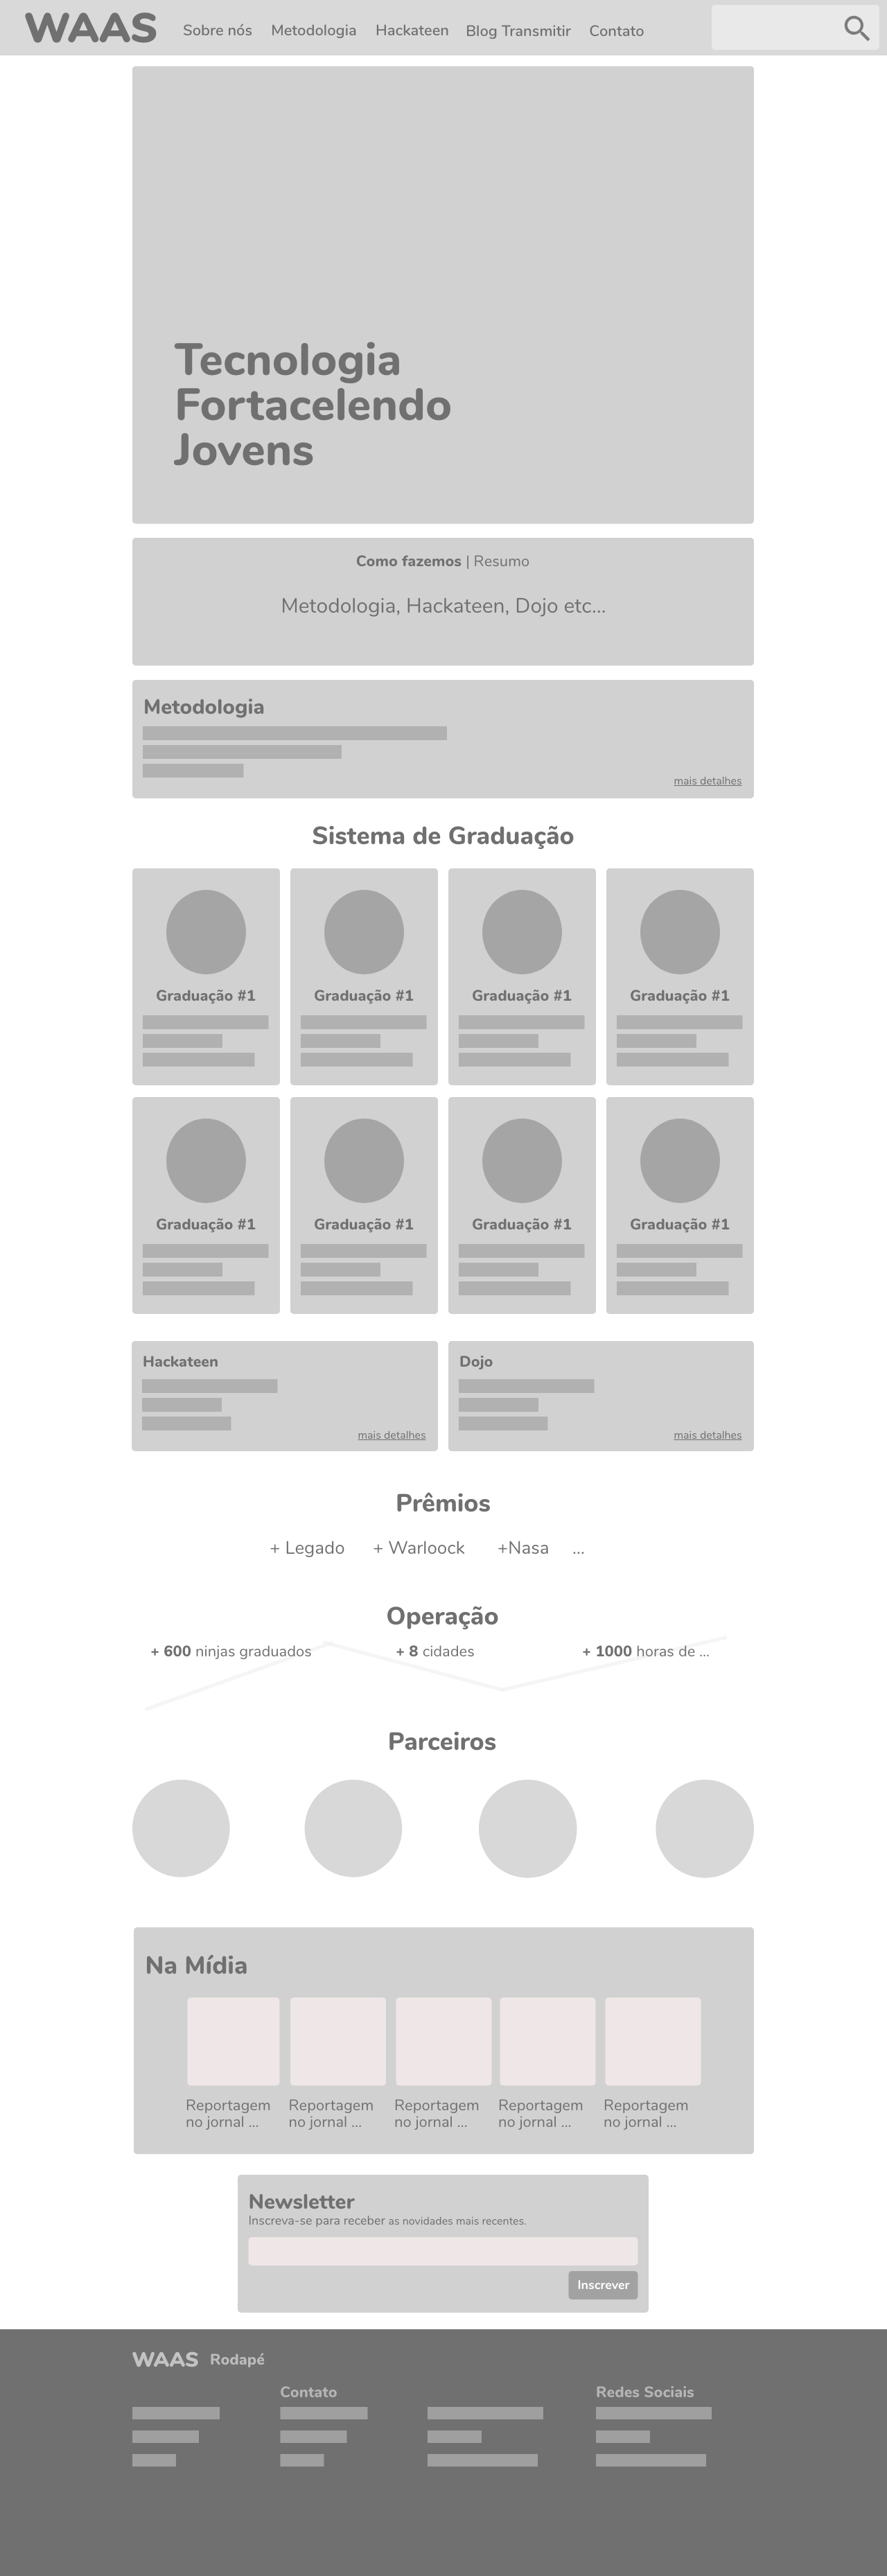 WAAS Sobre nós Metodologia Hackateen Blog Transmitir Contato
Tecnologia
Fortacelendo
Jovens
Como fazemos | Resumo
Metodologia, Hackateen, Dojo etc...
Metodologia
mais detalhes
Sistema de Graduação
Graduação #1 Graduação #1 Graduação #1 Graduação #1
Graduação #1 Graduação #1 Graduação #1 Graduação #1
Hackateen
mais detalhes
Dojo
mais detalhes
Prêmios
+ Legado + Warloock +Nasa ...
Operação
+ 600 ninjas graduados + 8 cidades + 1000 horas de ...
Parceiros
Na Mídia
Reportagem
no jornal ...
Reportagem
no jornal ...
Reportagem
no jornal ...
Reportagem
no jornal ...
Reportagem
no jornal ...
Newsletter
Inscreva-se para receber as novidades mais recentes.
Inscrever
WAAS Rodapé
Contato Redes Sociais